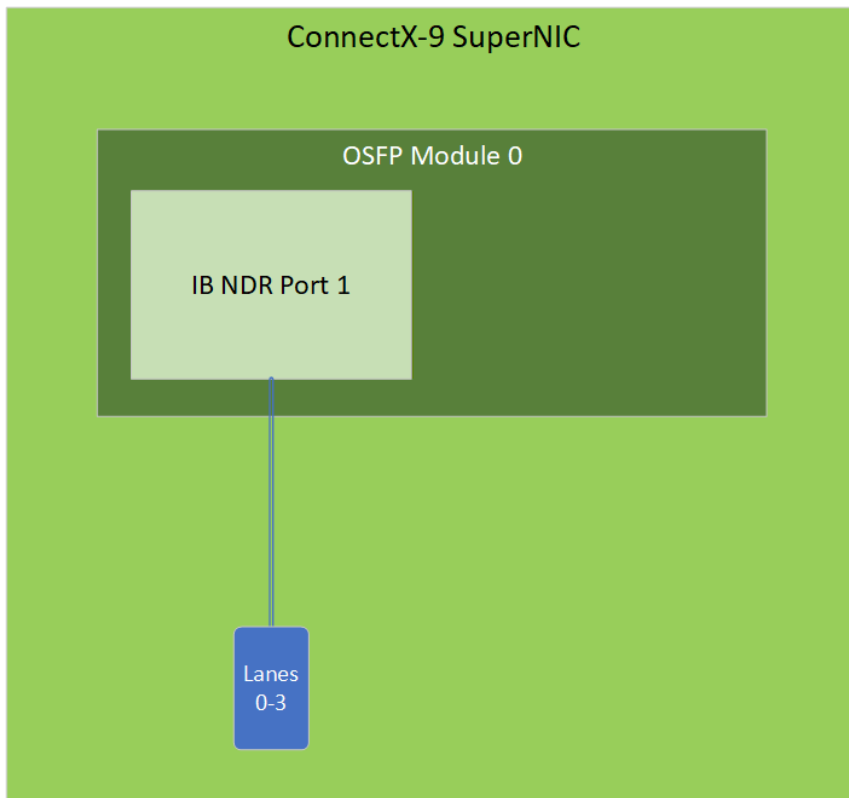 ConnectX-9 SuperNIC
OSFP Module 0
IB NDR Port 1
Lanes
0-3